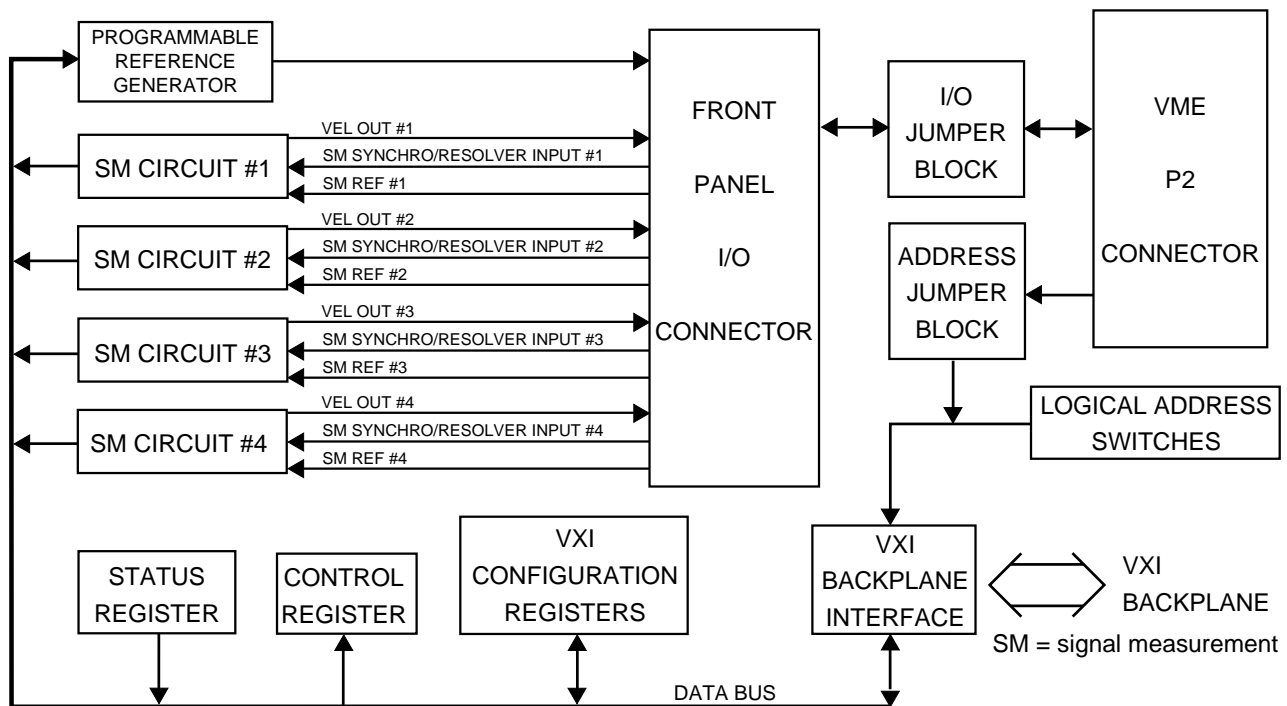 PROGRAMMABLE
REFERENCE
GENERATOR
SM CIRCUIT #1
VEL OUT #1
SM SYNCHRO/RESOLVER INPUT #1
SM REF #1
SM CIRCUIT #2
VEL OUT #2
SM SYNCHRO/RESOLVER INPUT #2
SM REF #2
SM CIRCUIT #3
VEL OUT #3
SM SYNCHRO/RESOLVER INPUT #3
SM REF #3
SM CIRCUIT #4
VEL OUT #4
SM SYNCHRO/RESOLVER INPUT #4
SM REF #4
FRONT
PANEL
I/O
CONNECTOR
I/O
JUMPER
BLOCK
VME
P2
CONNECTOR
ADDRESS
JUMPER
BLOCK
LOGICAL ADDRESS
SWITCHES
STATUS
REGISTER
CONTROL
REGISTER
VXI
CONFIGURATION
REGISTERS
VXI
BACKPLANE
INTERFACE
VXI
BACKPLANE
SM = signal measurement
DATA BUS